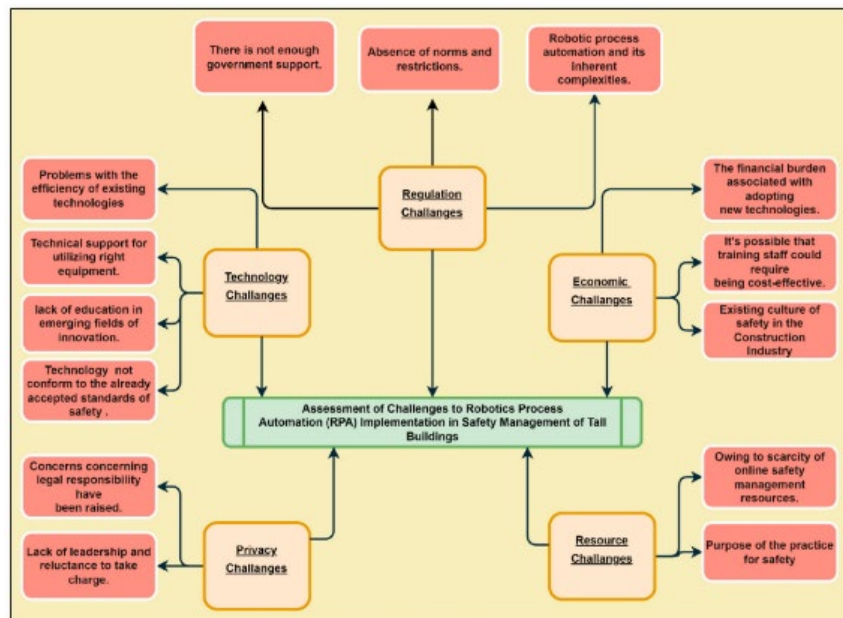 There is not enough
government support.
Absence of norms and
restrictions.
Robotic process
automation and its
inherent
complexities.
Problems with the
efficiency of existing
technologies
Regulation
Challanges
The financial burden
associated with
adopting
new technologies.
Technical support for
utilizing right
equipment.
Technology
Challanges
Economic
Challanges
It's possible that
training staff could
require
being cost-effective.
lack of education in
emerging fields of
innovation.
Existing culture of
safety in the
Construction
Industry
Technology not
conform to the already
accepted standards of
safety .
Assessment of Challenges to Robotics Process
Automation (RPA) Implementation in Safety Management of Tall
Buildings
Concerns concerning
legal responsibility
have
been raised.
Owing to scarcity of
online safety
management
resources.
Lack of leadership and
reluctance to take
charge.
Privacy
Challanges
Resource
Challanges
Purpose of the practice
for safety